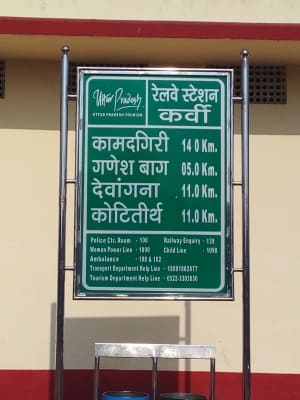 Uttar Pradesh
UTTAR PRADESH TOURISM
रेलवे स्टेशन
कर्वी
कामदगिरी 14 0 Km.
गणेश बाग 05.0 Km.
देवांगना 11.0 Km.
कोटितीर्थ 11.0 Km.
Police Ctr. Room : 100 Railway Enquiry : 139
Women Power Line : 1090 Child Line : 1098
Ambulance : 108 & 102
Transport Department Help Line : 18001802877
Tourism Department Help Line : 0522-3303030